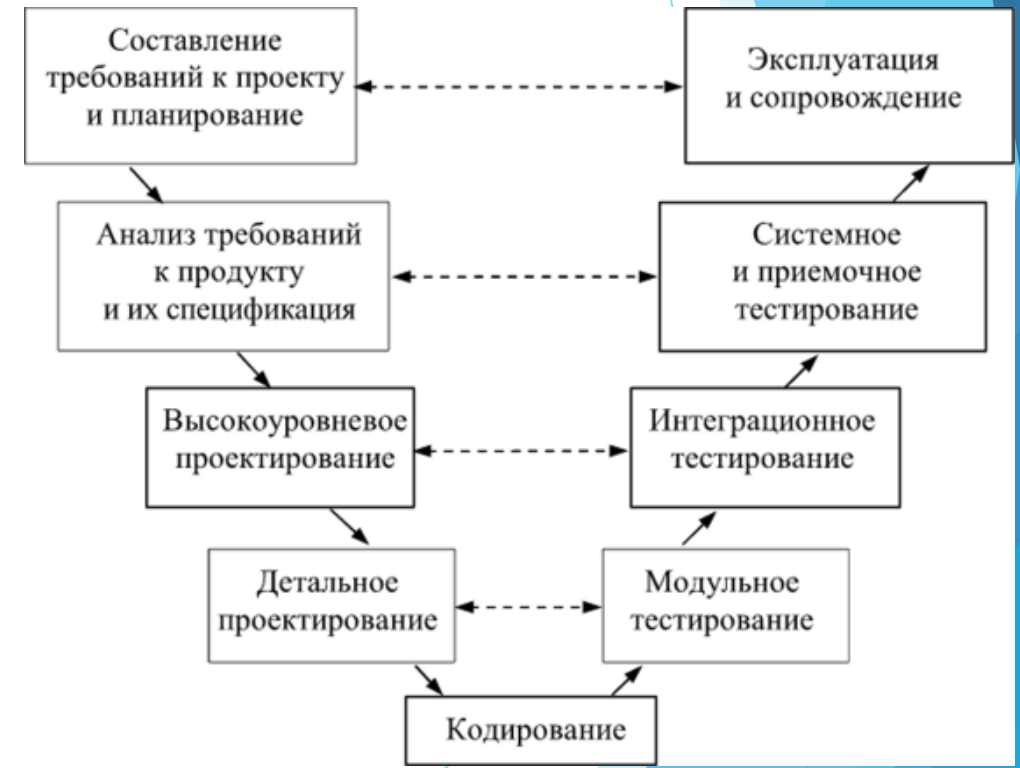 Составление
требований к проекту
и планирование
Эксплуатация
и сопровождение
Анализ требований
к продукту
и их спецификация
Системное
и приемочное
тестирование
Высокоуровневое
проектирование
Интеграционное
тестирование
Детальное
проектирование
Модульное
тестирование
Кодирование